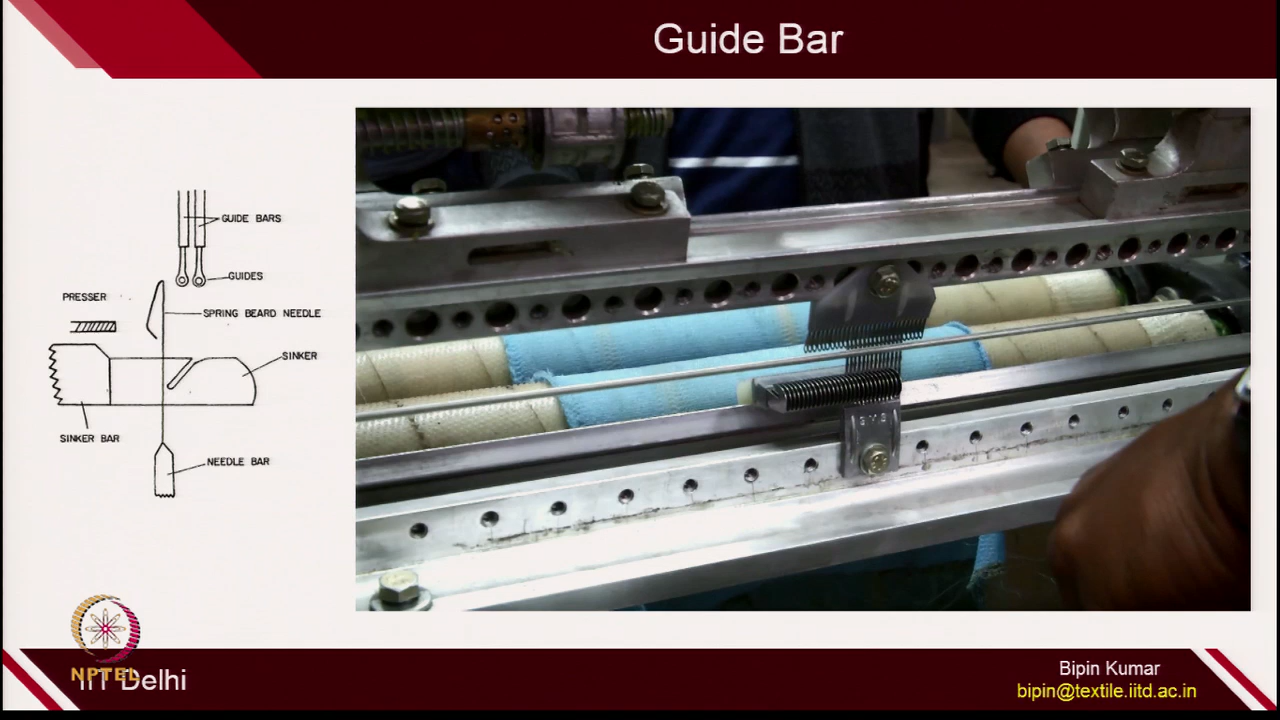 Guide Bar
GUIDE BARS
GUIDES
PRESSER
SPRING BEARD NEEDLE
SINKER
SINKER BAR
NEEDLE BAR
NPTEL
IIT Delhi
Bipin Kumar
bipin@textile.iitd.ac.in